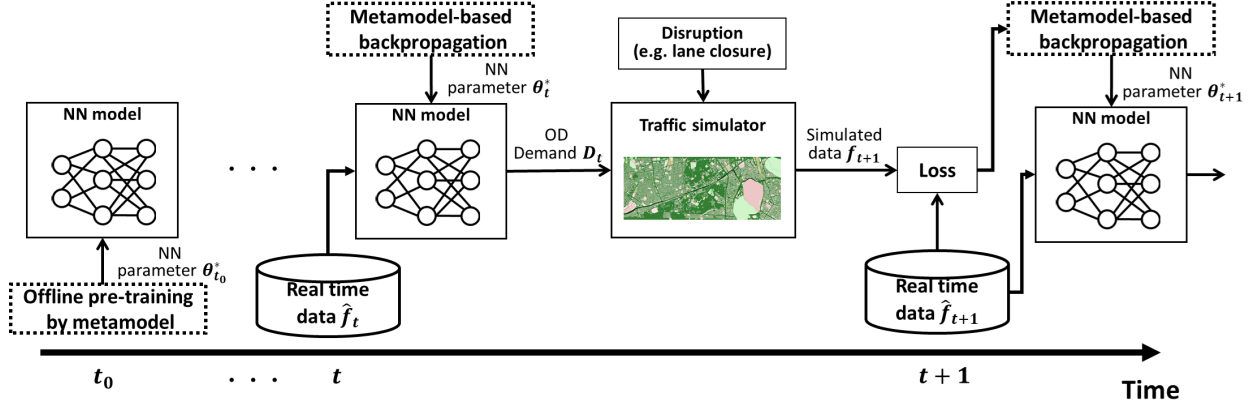 NN model
NN
parameter θ*t0
Offline pre-training
by metamodel
. . .
Metamodel-based
backpropagation
NN
parameter θ*t
NN model
Real time
data f̂t
OD
Demand Dt
Disruption
(e.g. lane closure)
Traffic simulator
Simulated
data ft+1
Loss
Real time
data f̂t+1
Metamodel-based
backpropagation
NN
parameter θ*t+1
NN model
t0
. . .
t
t + 1
Time